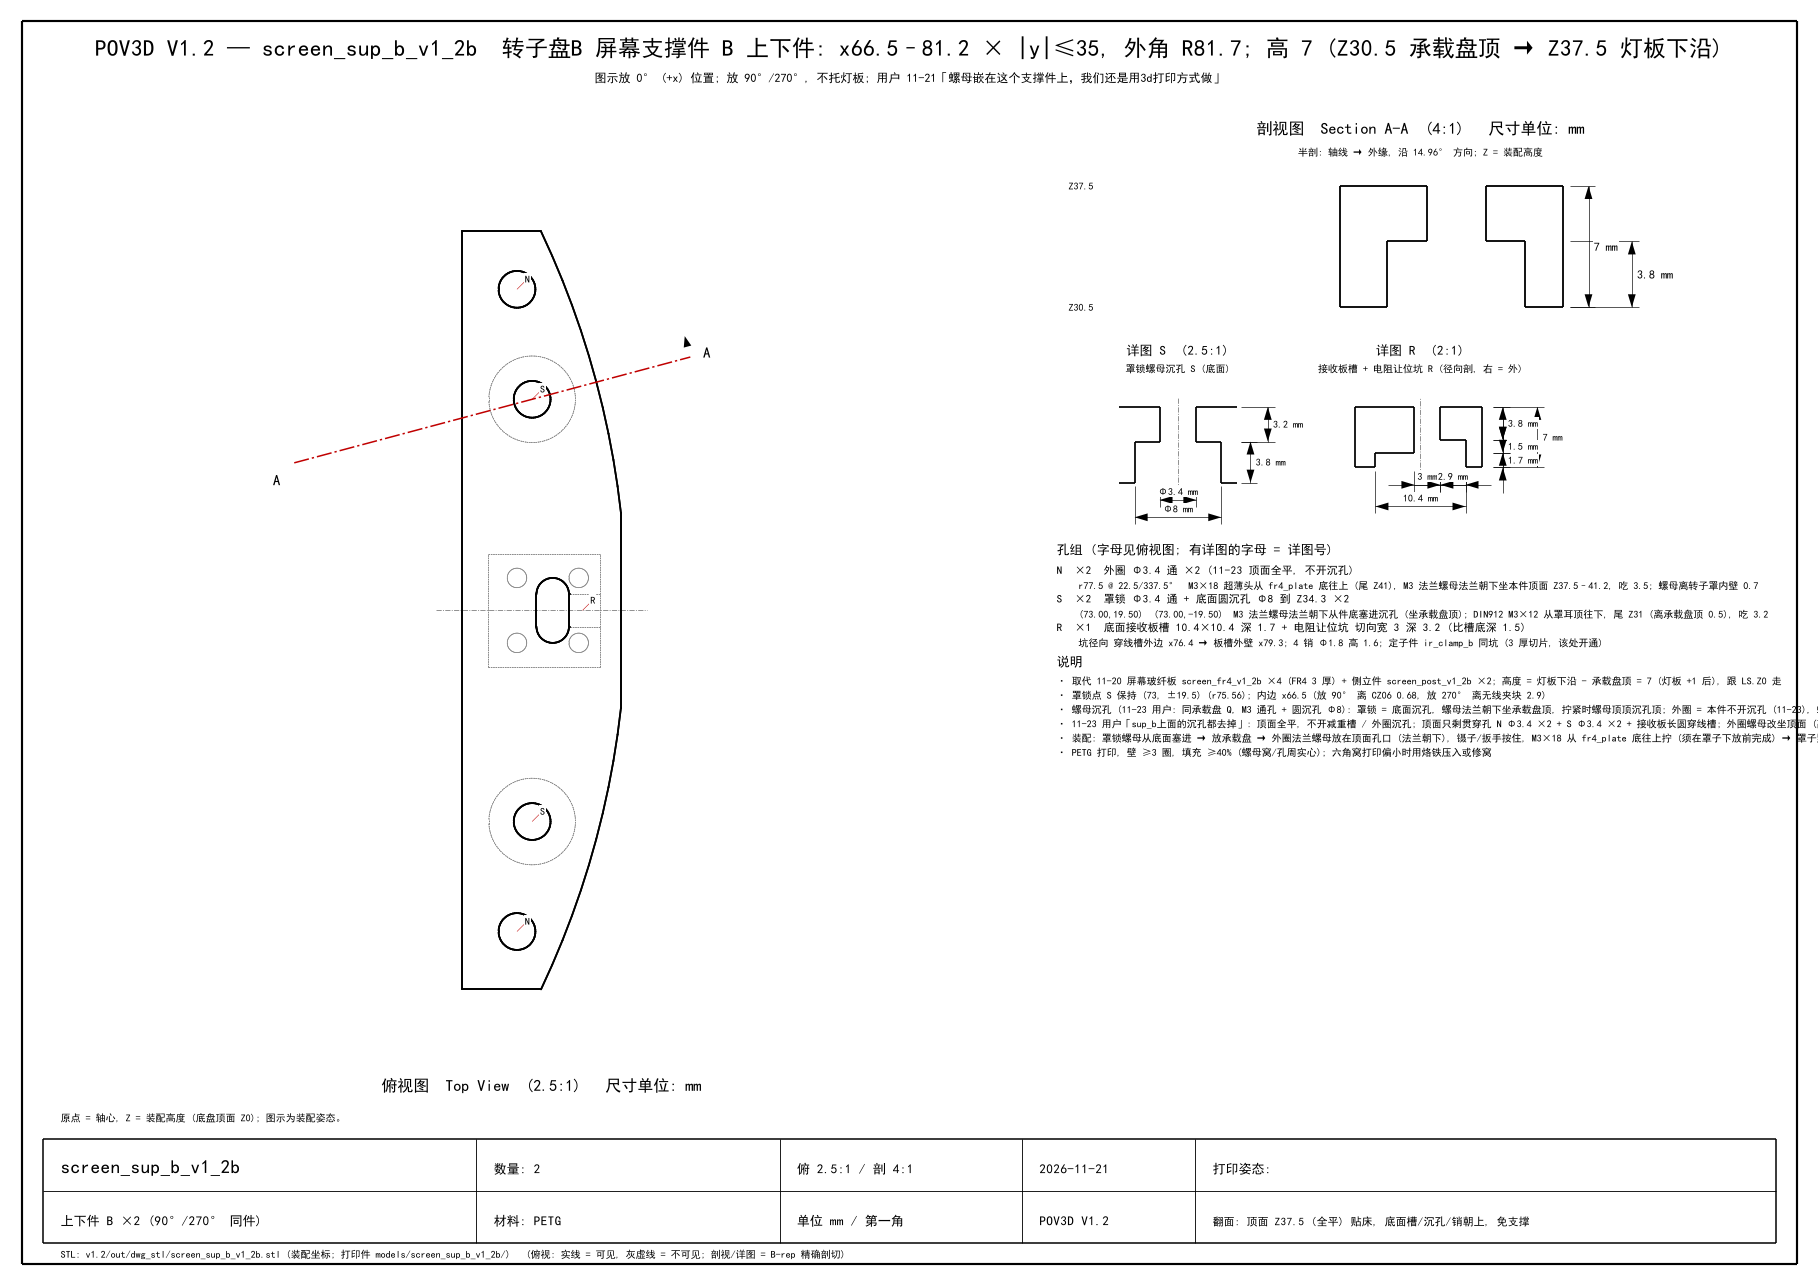 POV3D V1.2 — screen_sup_b_v1_2b  转子盘B 屏幕支撑件 B 上下件: x66.5–81.2 × |y|≤35, 外角 R81.7; 高 7 (Z30.5 承载盘顶 → Z37.5 灯板下沿)
图示放 0° (+x) 位置; 放 90°/270°, 不托灯板; 用户 11-21「螺母嵌在这个支撑件上, 我们还是用3d打印方式做」
剖视图  Section A-A  (4:1)   尺寸单位: mm
半剖: 轴线 → 外缘, 沿 14.96° 方向; Z = 装配高度
Z37.5
7 mm
3.8 mm
Z30.5
N
S
A
A
R
S
N
详图 S  (2.5:1)
罩锁螺母沉孔 S (底面)
3.2 mm
3.8 mm
Φ3.4 mm
Φ8 mm
详图 R  (2:1)
接收板槽 + 电阻让位坑 R (径向剖, 右 = 外)
3.8 mm
7 mm
1.5 mm
1.7 mm
3 mm
2.9 mm
10.4 mm
孔组 (字母见俯视图; 有详图的字母 = 详图号)
N  ×2  外圈 Φ3.4 通 ×2 (11-23 顶面全平, 不开沉孔)
r77.5 @ 22.5/337.5°  M3×18 超薄头从 fr4_plate 底往上 (尾 Z41), M3 法兰螺母法兰朝下坐本件顶面 Z37.5–41.2, 吃 3.5; 螺母离转子罩内壁 0.7
S  ×2  罩锁 Φ3.4 通 + 底面圆沉孔 Φ8 到 Z34.3 ×2
(73.00,19.50) (73.00,-19.50)  M3 法兰螺母法兰朝下从件底塞进沉孔 (坐承载盘顶); DIN912 M3×12 从罩耳顶往下, 尾 Z31 (离承载盘顶 0.5), 吃 3.2
R  ×1  底面接收板槽 10.4×10.4 深 1.7 + 电阻让位坑 切向宽 3 深 3.2 (比槽底深 1.5)
坑径向 穿线槽外边 x76.4 → 板槽外壁 x79.3; 4 销 Φ1.8 高 1.6; 定子件 ir_clamp_b 同坑 (3 厚切片, 该处开通)
说明
· 取代 11-20 屏幕玻纤板 screen_fr4_v1_2b ×4 (FR4 3 厚) + 侧立件 screen_post_v1_2b ×2; 高度 = 灯板下沿 - 承载盘顶 = 7 (灯板 +1 后), 跟 LS.Z0 走
· 罩锁点 S 保持 (73, ±19.5) (r75.56); 内边 x66.5 (放 90° 离 CZ06 0.68, 放 270° 离无线夹块 2.9)
· 螺母沉孔 (11-23 用户: 同承载盘 Q, M3 通孔 + 圆沉孔 Φ8): 罩锁 = 底面沉孔, 螺母法兰朝下坐承载盘顶, 拧紧时螺母顶顶沉孔顶; 外圈 = 本件不开沉孔 (11-23),
· 11-23 用户「sup_b上面的沉孔都去掉」: 顶面全平, 不开减重槽 / 外圈沉孔; 顶面只剩贯穿孔 N Φ3.4 ×2 + S Φ3.4 ×2 + 接收板长圆穿线槽; 外圈螺母改坐顶面
· 装配: 罩锁螺母从底面塞进 → 放承载盘 → 外圈法兰螺母放在顶面孔口 (法兰朝下), 镊子/扳手按住, M3×18 从 fr4_plate 底往上拧 (须在罩子下放前完成) → 罩子
· PETG 打印, 壁 ≥3 圈, 填充 ≥40% (螺母窝/孔周实心); 六角窝打印偏小时用烙铁压入或修窝
俯视图  Top View  (2.5:1)   尺寸单位: mm
原点 = 轴心, Z = 装配高度 (底盘顶面 Z0); 图示为装配姿态。
screen_sup_b_v1_2b
数量: 2
俯 2.5:1 / 剖 4:1
2026-11-21
打印姿态:
上下件 B ×2 (90°/270° 同件)
材料: PETG
单位 mm / 第一角
POV3D V1.2
翻面: 顶面 Z37.5 (全平) 贴床, 底面槽/沉孔/销朝上, 免支撑
STL: v1.2/out/dwg_stl/screen_sup_b_v1_2b.stl (装配坐标; 打印件 models/screen_sup_b_v1_2b/)   (俯视: 实线 = 可见, 灰虚线 = 不可见; 剖视/详图 = B-rep 精确剖切)